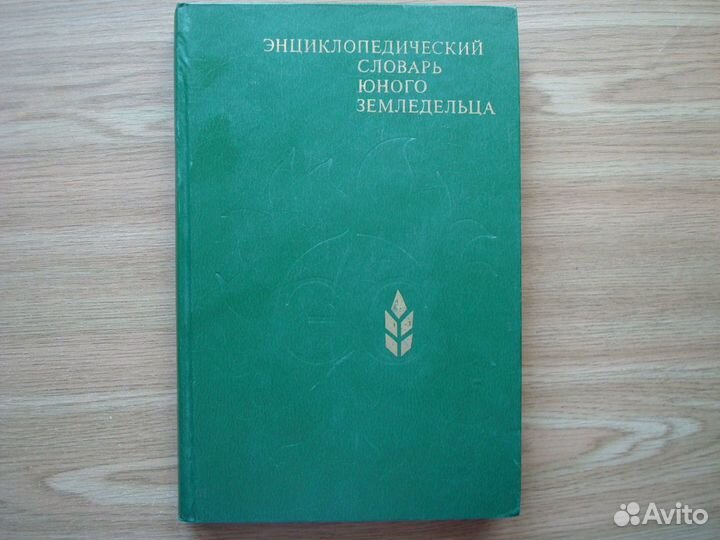 ЭНЦИКЛОПЕДИЧЕСКИЙ
СЛОВАРЬ
ЮНОГО
ЗЕМЛЕДЕЛЬЦА
Avito